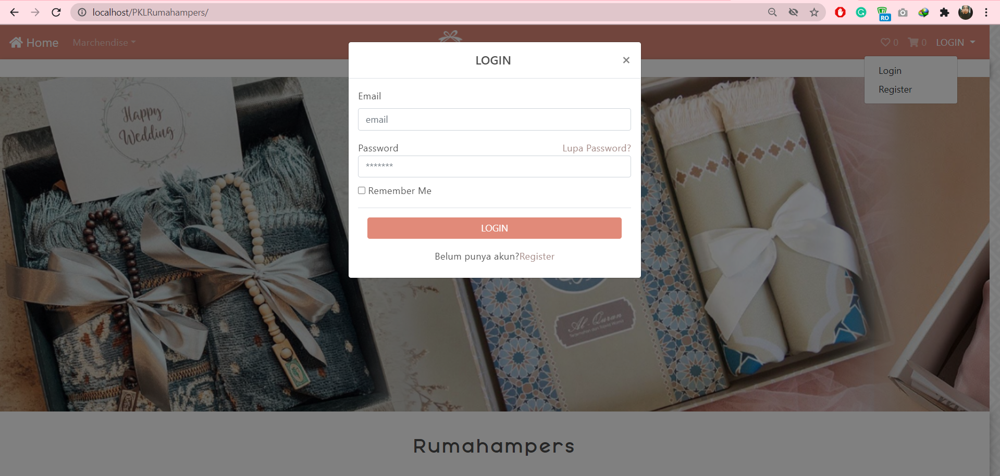 localhost/PKLRumahampers/
RO
Home
Marchendise
0
0
LOGIN
Login
Register
LOGIN
×
Email
email
Password
Lupa Password?
*******
Remember Me
LOGIN
Belum punya akun?Register
Happy
Wedding
Al-Quran
Rumahampers